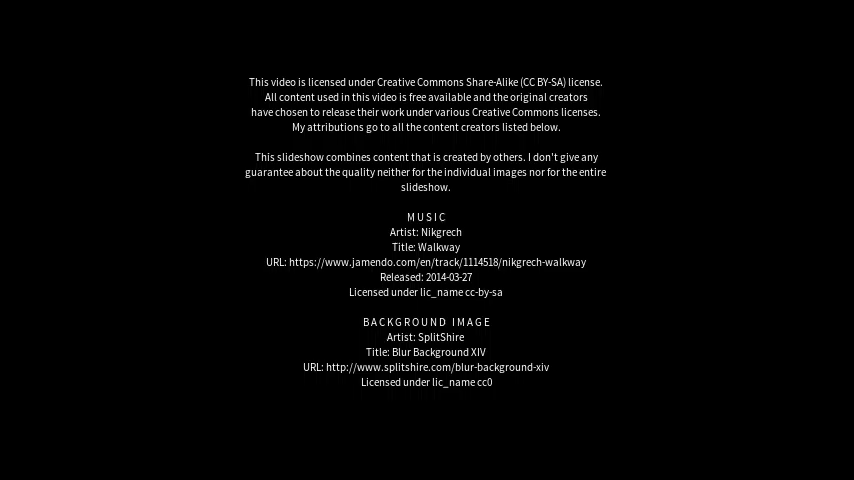 This video is licensed under Creative Commons Share-Alike (CC BY-SA) license.
All content used in this video is free available and the original creators
have chosen to release their work under various Creative Commons licenses.
My attributions go to all the content creators listed below.
This slideshow combines content that is created by others. I don't give any
guarantee about the quality neither for the individual images nor for the entire
slideshow.
MUSIC
Artist: Nikgrech
Title: Walkway
URL: https://www.jamendo.com/en/track/1114518/nikgrech-walkway
Released: 2014-03-27
Licensed under lic_name cc-by-sa
BACKGROUND IMAGE
Artist: SplitShire
Title: Blur Background XIV
URL: http://www.splitshire.com/blur-background-xiv
Licensed under lic_name cc0